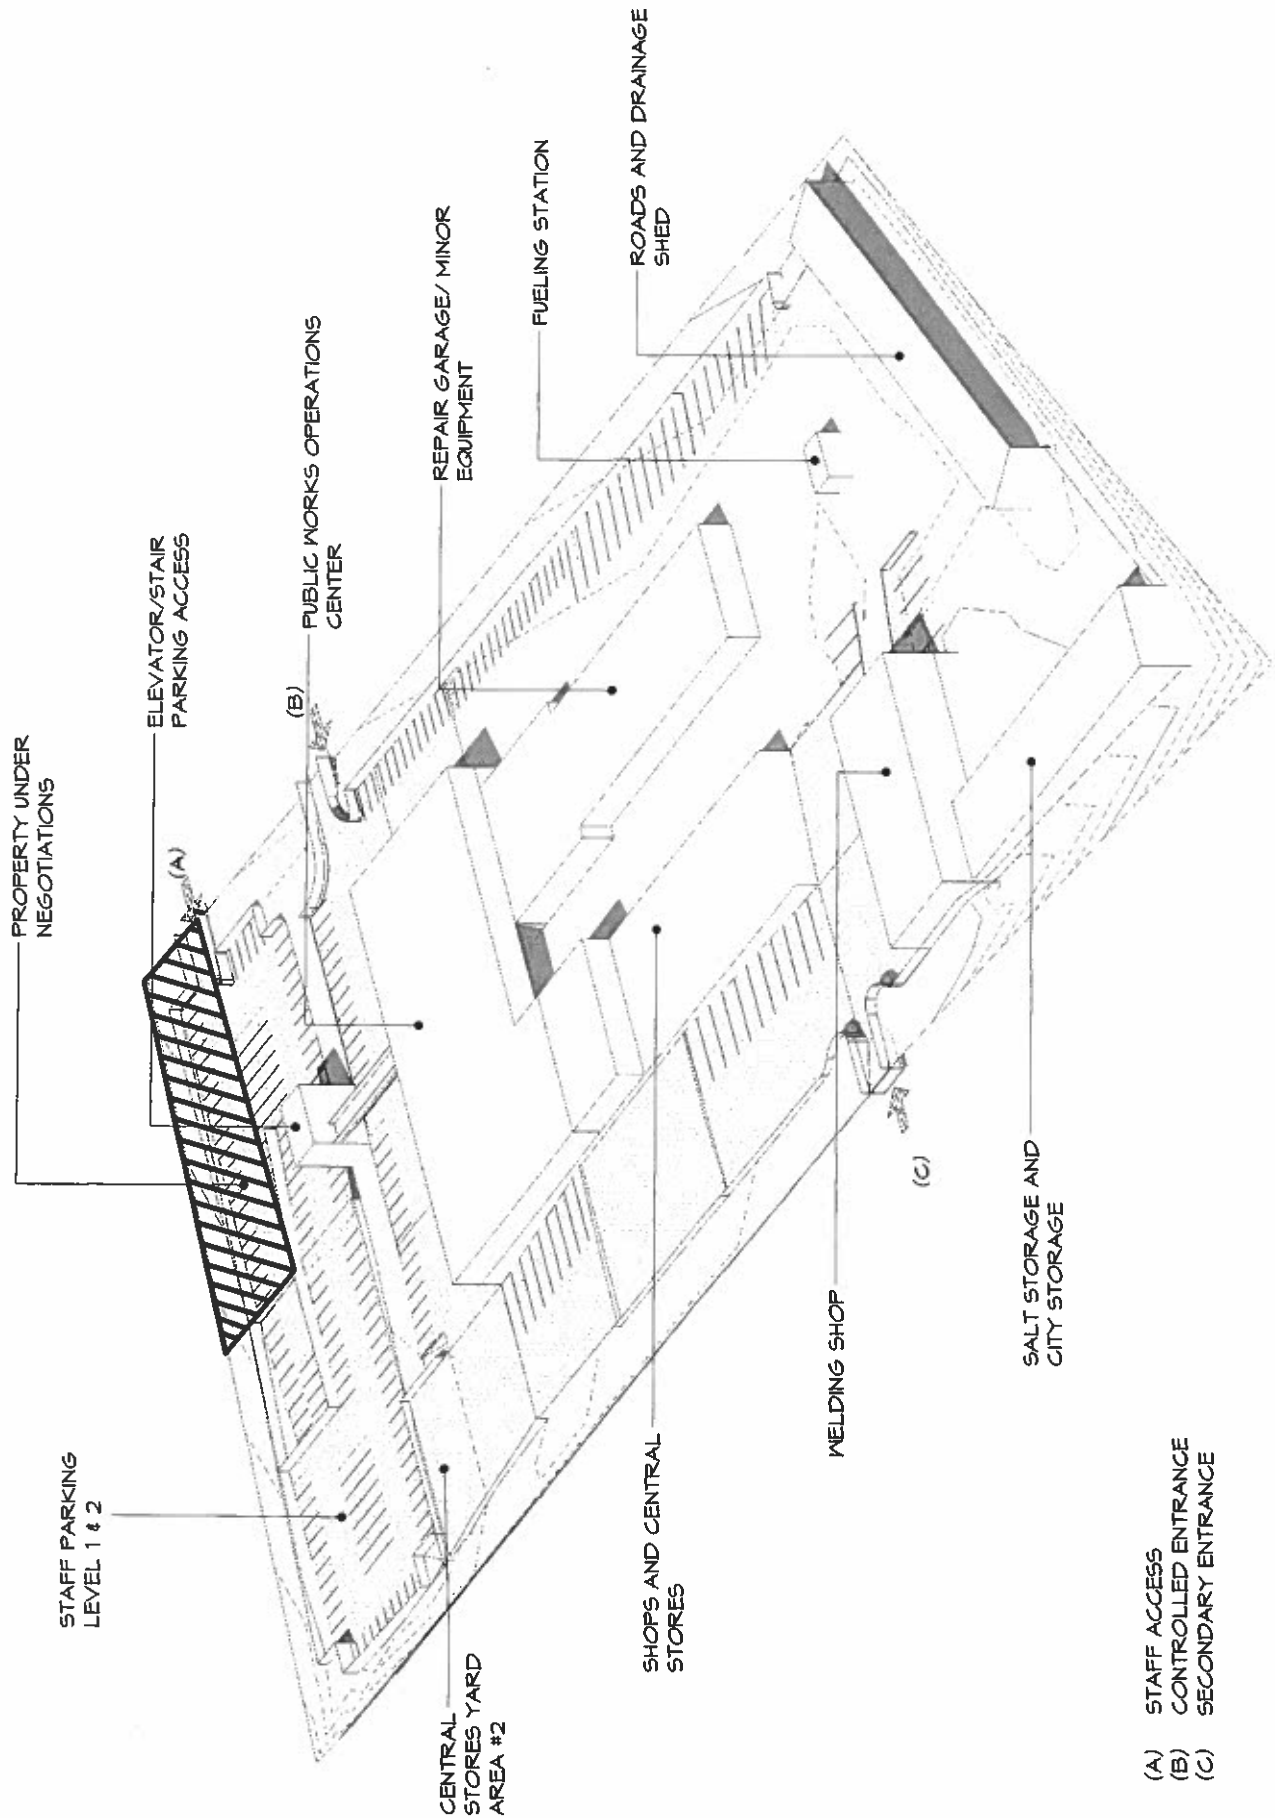 STAFF PARKING
LEVEL 1 & 2
PROPERTY UNDER
NEGOTIATIONS
ELEVATOR/STAIR
PARKING ACCESS
(A)
(B)
PUBLIC WORKS OPERATIONS
CENTER
REPAIR GARAGE/ MINOR
EQUIPMENT
FUELING STATION
ROADS AND DRAINAGE
SHED
CENTRAL
STORES YARD
AREA #2
SHOPS AND CENTRAL
STORES
WELDING SHOP
(C)
SALT STORAGE AND
CITY STORAGE
(A) STAFF ACCESS
(B) CONTROLLED ENTRANCE
(C) SECONDARY ENTRANCE